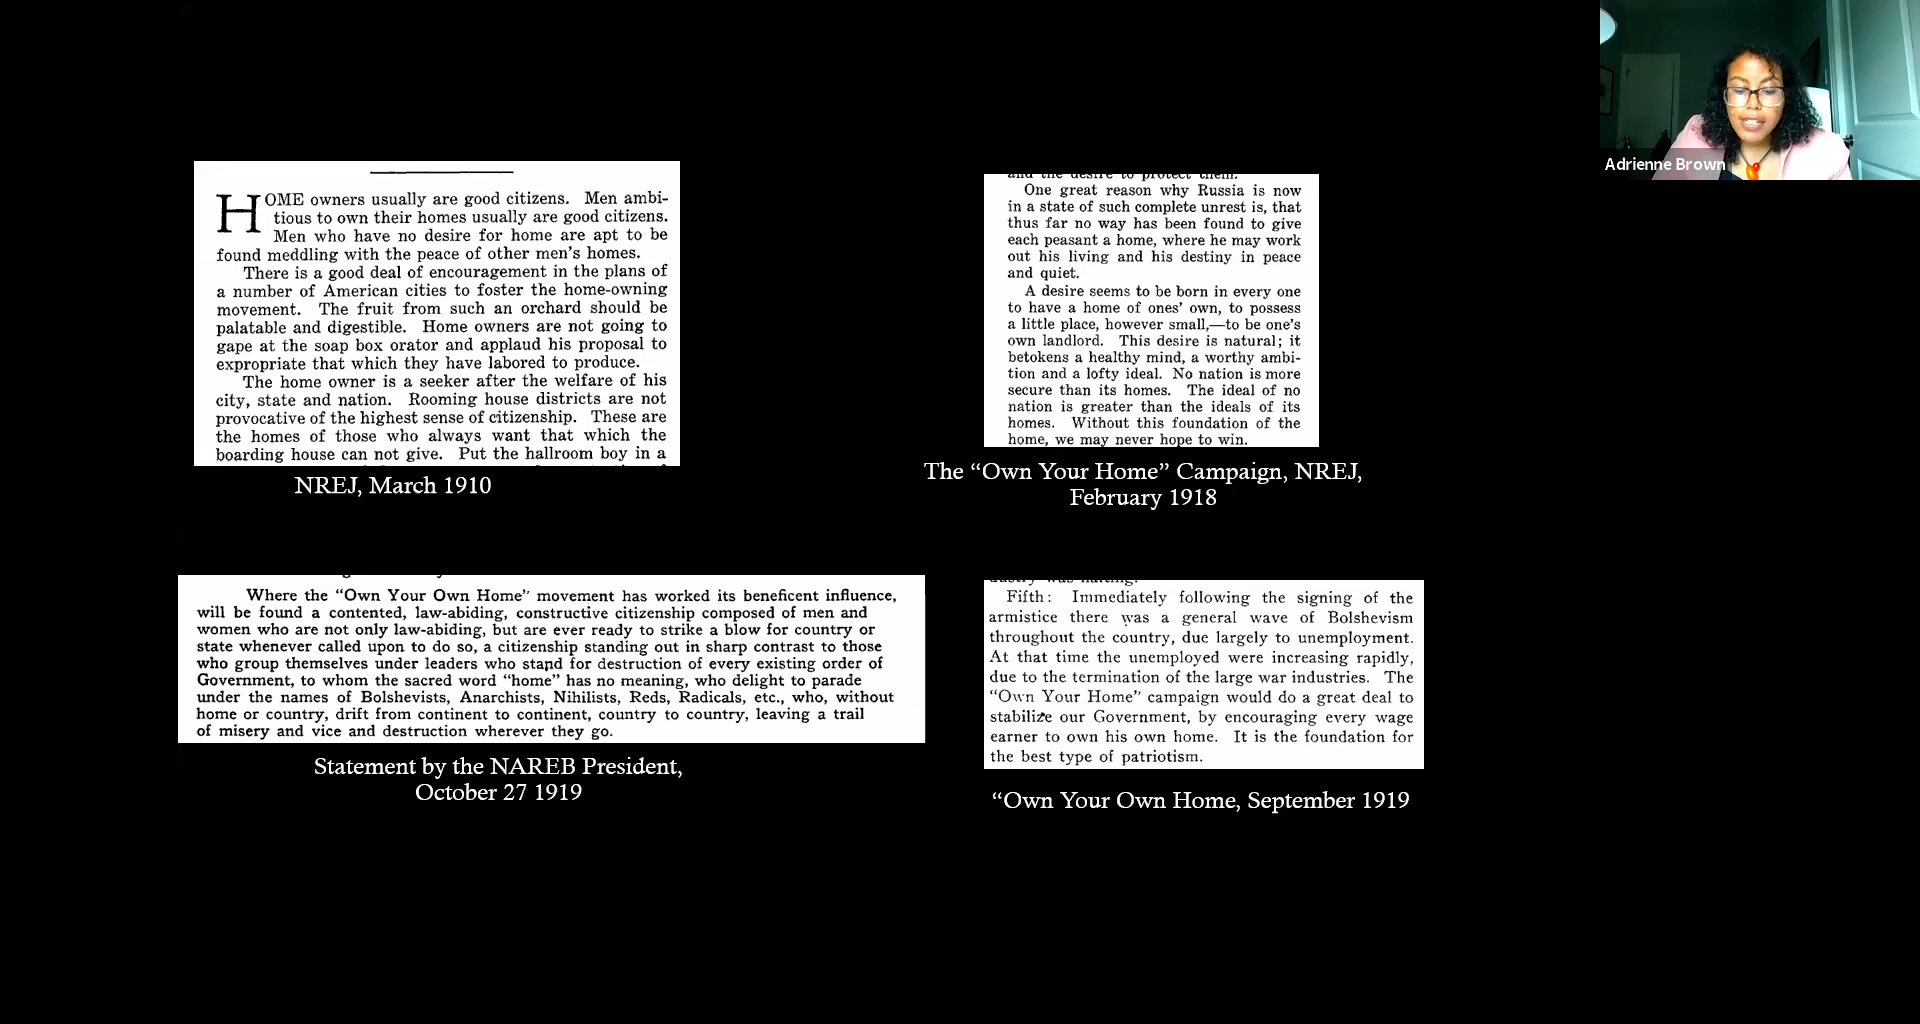 Adrienne Brown
HOME owners usually are good citizens. Men ambi-
tious to own their homes usually are good citizens.
Men who have no desire for home are apt to be
found meddling with the peace of other men's homes.
There is a good deal of encouragement in the plans of
a number of American cities to foster the home-owning
movement. The fruit from such an orchard should be
palatable and digestible. Home owners are not going to
gape at the soap box orator and applaud his proposal to
expropriate that which they have labored to produce.
The home owner is a seeker after the welfare of his
city, state and nation. Rooming house districts are not
provocative of the highest sense of citizenship. These are
the homes of those who always want that which the
boarding house can not give. Put the hallroom boy in a
NREJ, March 1910
and the desire to protect them.
One great reason why Russia is now
in a state of such complete unrest is, that
thus far no way has been found to give
each peasant a home, where he may work
out his living and his destiny in peace
and quiet.
A desire seems to be born in every one
to have a home of ones' own, to possess
a little place, however small,—to be one's
own landlord. This desire is natural; it
betokens a healthy mind, a worthy ambi-
tion and a lofty ideal. No nation is more
secure than its homes. The ideal of no
nation is greater than the ideals of its
homes. Without this foundation of the
home, we may never hope to win.
The “Own Your Home” Campaign, NREJ,
February 1918
Where the "Own Your Own Home" movement has worked its beneficent influence,
will be found a contented, law-abiding, constructive citizenship composed of men and
women who are not only law-abiding, but are ever ready to strike a blow for country or
state whenever called upon to do so, a citizenship standing out in sharp contrast to those
who group themselves under leaders who stand for destruction of every existing order of
Government, to whom the sacred word "home" has no meaning, who delight to parade
under the names of Bolshevists, Anarchists, Nihilists, Reds, Radicals, etc., who, without
home or country, drift from continent to continent, country to country, leaving a trail
of misery and vice and destruction wherever they go.
Statement by the NAREB President,
October 27 1919
Fifth: Immediately following the signing of the
armistice there was a general wave of Bolshevism
throughout the country, due largely to unemployment.
At that time the unemployed were increasing rapidly,
due to the termination of the large war industries. The
"Own Your Home" campaign would do a great deal to
stabilize our Government, by encouraging every wage
earner to own his own home. It is the foundation for
the best type of patriotism.
“Own Your Own Home, September 1919